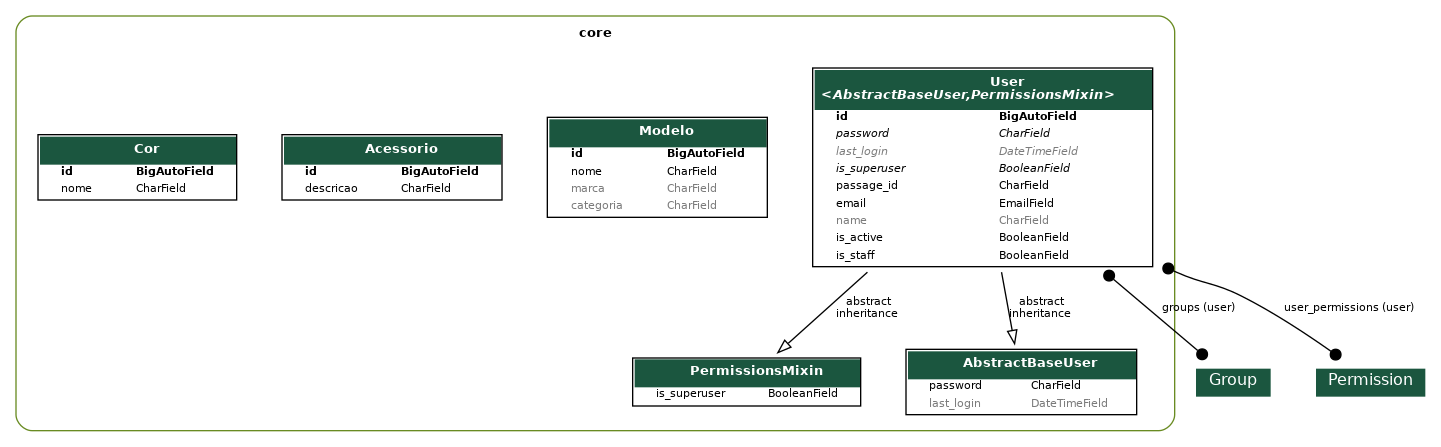 core
Cor
id BigAutoField
nome CharField
Acessorio
id BigAutoField
descricao CharField
Modelo
id BigAutoField
nome CharField
marca CharField
categoria CharField
User
<AbstractBaseUser,PermissionsMixin>
id BigAutoField
password CharField
last_login DateTimeField
is_superuser BooleanField
passage_id CharField
email EmailField
name CharField
is_active BooleanField
is_staff BooleanField
abstract
inheritance
abstract
inheritance
groups (user)
user_permissions (user)
PermissionsMixin
is_superuser BooleanField
AbstractBaseUser
password CharField
last_login DateTimeField
Group
Permission